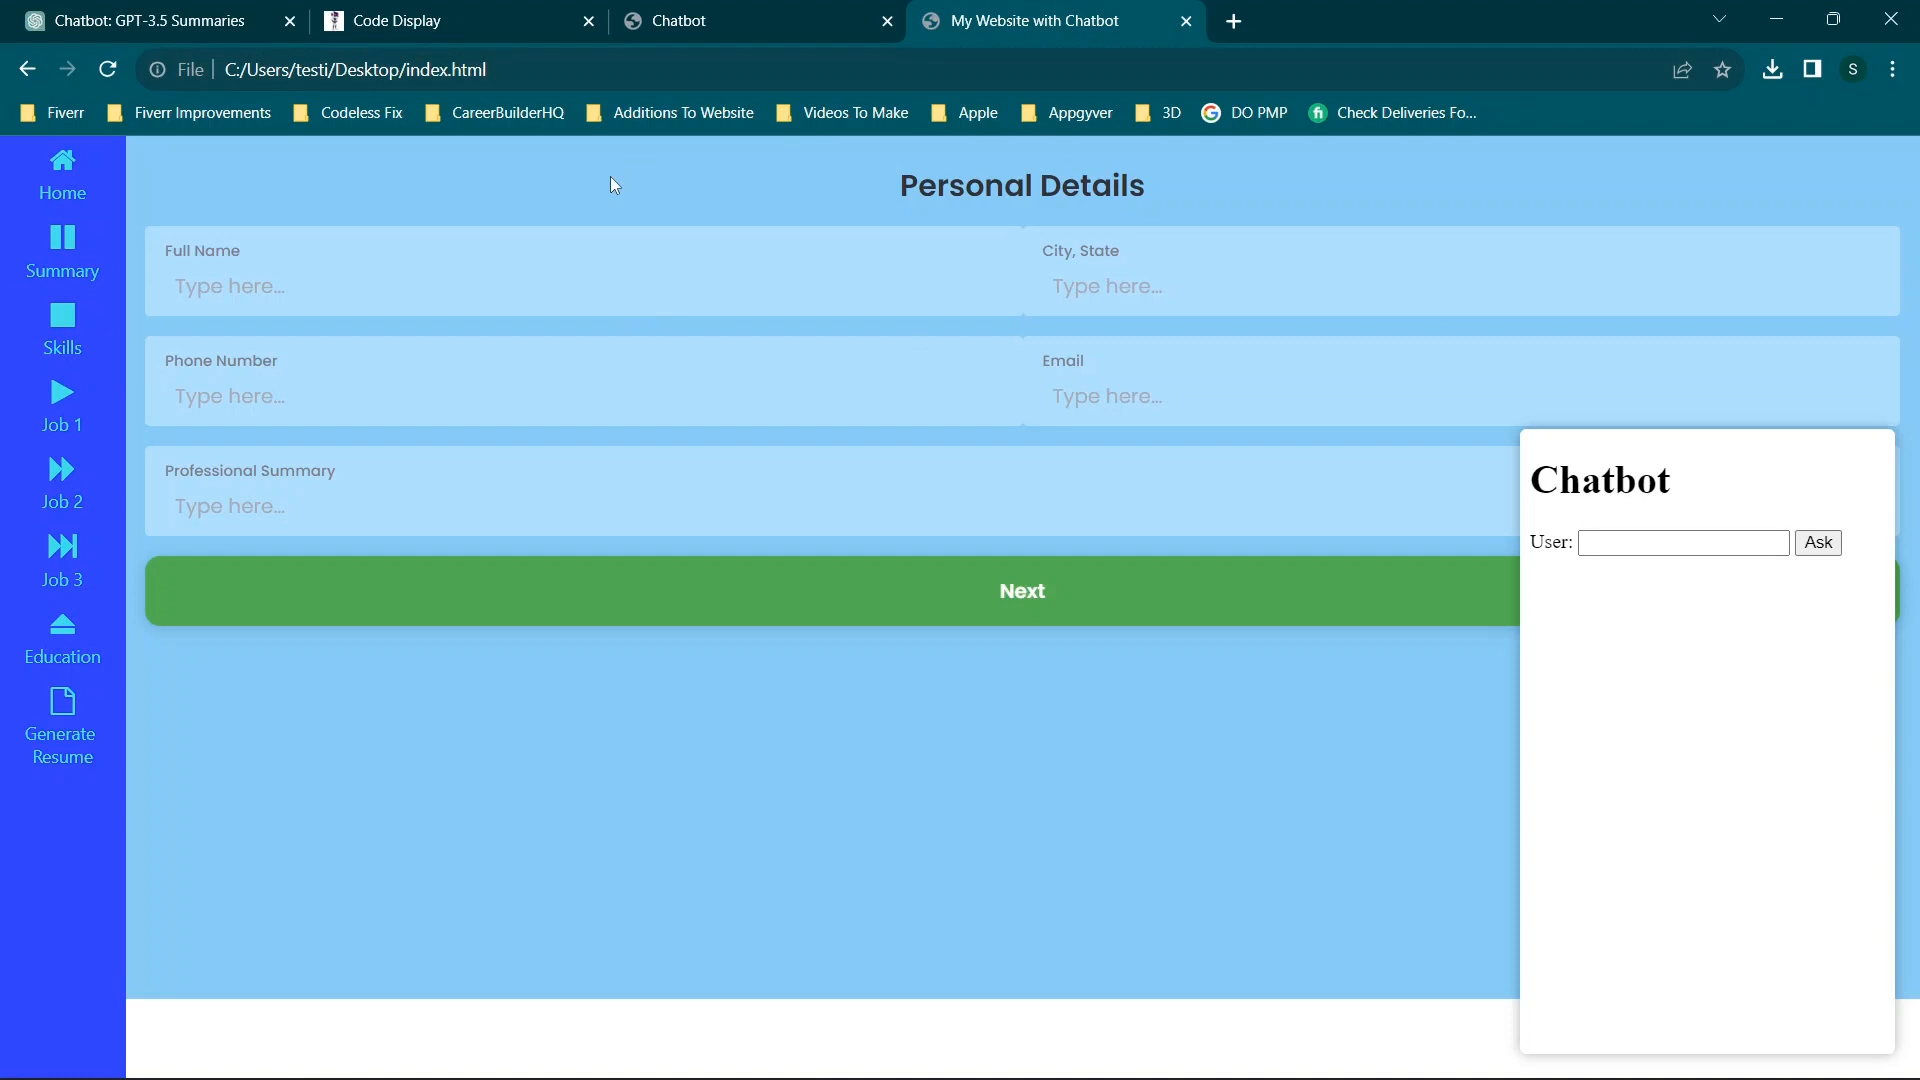 Chatbot: GPT-3.5 Summaries
Code Display
Chatbot
My Website with Chatbot
File
C:/Users/testi/Desktop/index.html
S
Fiverr
Fiverr Improvements
Codeless Fix
CareerBuilderHQ
Additions To Website
Videos To Make
Apple
Appgyver
3D
DO PMP
Check Deliveries Fo...
Home
Summary
Skills
Job 1
Job 2
Job 3
Education
Generate
Resume
Personal Details
Full Name
Type here...
City, State
Type here...
Phone Number
Type here...
Email
Type here...
Professional Summary
Type here...
Next
Chatbot
User:
Ask